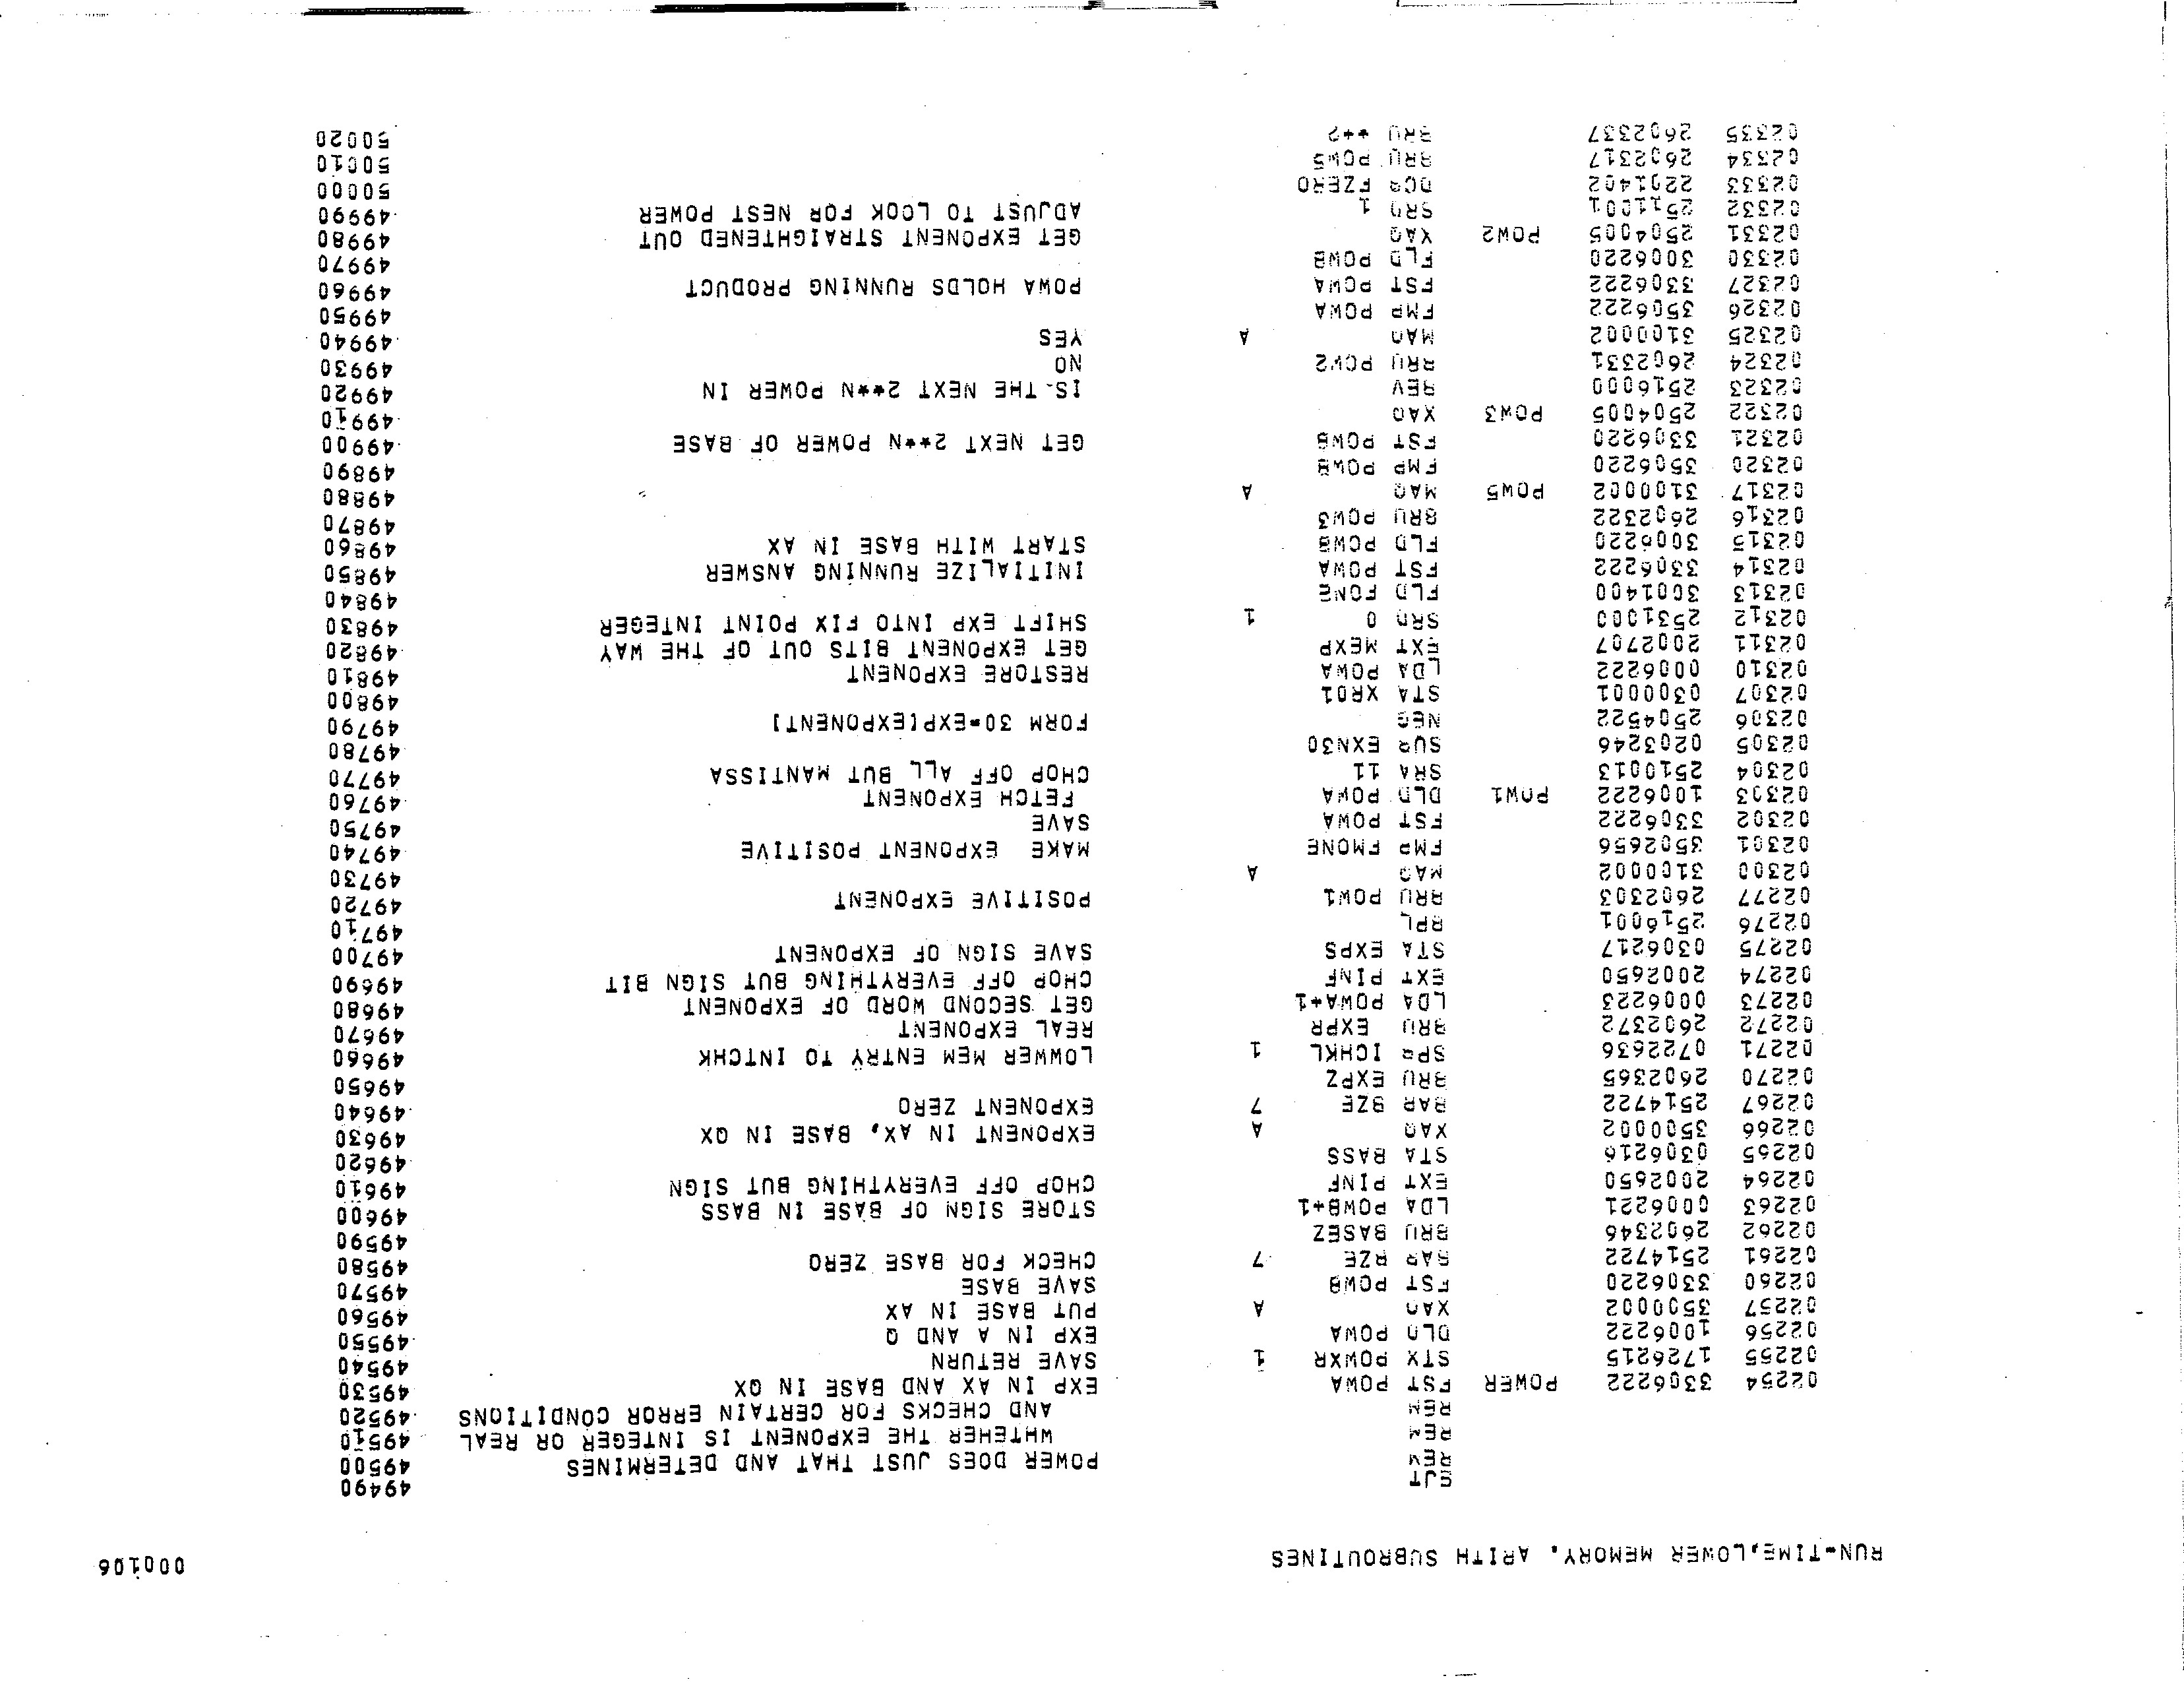 RUN-TIME,LOWER MEMORY, ARITH SUBROUTINES 000106
EJT 49490
REM POWER DOES JUST THAT AND DETERMINES 49500
REM WHTEHER THE EXPONENT IS INTEGER OR REAL 49510
REM AND CHECKS FOR CERTAIN ERROR CONDITIONS 49520
02254 3306222 POWER FST POWA EXP IN AX AND BASE IN QX 49530
02255 1726215 STX POWXR 1 SAVE RETURN 49540
02256 1006222 DLD POWA EXP IN A AND Q 49550
02257 3500002 XAQ A PUT BASE IN AX 49560
02260 3306220 FST POWB SAVE BASE 49570
02261 2514722 BAR BZE 7 CHECK FOR BASE ZERO 49580
02262 2602346 BRU BASEZ 49590
02263 0006221 LDA POWB+1 STORE SIGN OF BASE IN BASS 49600
02264 2002650 EXT PINF CHOP OFF EVERYTHING BUT SIGN 49610
02265 0306216 STA BASS 49620
02266 3500002 XAQ A EXPONENT IN AX, BASE IN QX 49630
02267 2514722 BAR BZE 7 EXPONENT ZERO 49640
02270 2602365 BRU EXPZ 49650
02271 0722636 SPB ICHKL 1 LOWWER MEM ENTRY TO INTCHK 49660
02272 2602372 BRU EXPR REAL EXPONENT 49670
02273 0006223 LDA POWA+1 GET SECOND WORD OF EXPONENT 49680
02274 2002650 EXT PINF CHOP OFF EVERYTHING BUT SIGN BIT 49690
02275 0306217 STA EXPS SAVE SIGN OF EXPONENT 49700
02276 2516001 BPL 49710
02277 2602303 BRU POW1 POSITIVE EXPONENT 49720
02300 3100002 MAQ A 49730
02301 3502656 FMP FMONE MAKE EXPONENT POSITIVE 49740
02302 3306222 FST POWA SAVE 49750
02303 1006222 POW1 DLD POWA FETCH EXPONENT 49760
02304 2510013 SRA 11 CHOP OFF ALL BUT MANTISSA 49770
02305 0203246 SUB EXN30 49780
02306 2504522 NEG FORM 30-EXP[EXPONENT] 49790
02307 0300001 STA XR01 49800
02310 0006222 LDA POWA RESTORE EXPONENT 49810
02311 2002707 EXT MEXP GET EXPONENT BITS OUT OF THE WAY 49820
02312 2531000 SRD 0 1 SHIFT EXP INTO FIX POINT INTEGER 49830
02313 3001400 FLD FONE 49840
02314 3306222 FST POWA INITIALIZE RUNNING ANSWER 49850
02315 3006220 FLD POWB START WITH BASE IN AX 49860
02316 2602322 BRU POW3 49870
02317 3100002 POW5 MAQ A 49880
02320 3506220 FMP POWB 49890
02321 3306220 FST POWB GET NEXT 2**N POWER OF BASE 49900
02322 2504005 POW3 XAQ 49910
02323 2516000 REV IS THE NEXT 2**N POWER IN 49920
02324 2602331 BRU POW2 NO 49930
02325 3100002 MAQ A YES 49940
02326 3506222 FMP POWA 49950
02327 3306222 FST POWA POWA HOLDS RUNNING PRODUCT 49960
02330 3006220 FLD POWB 49970
02331 2504005 POW2 XAQ GET EXPONENT STRAIGHTENED OUT 49980
02332 2511001 SRD 1 ADJUST TO LOOK FOR NEST POWER 49990
02333 2201402 DCB FZERO 50000
02334 2602317 BRU POW5 50010
02335 2602337 BRU **2 50020